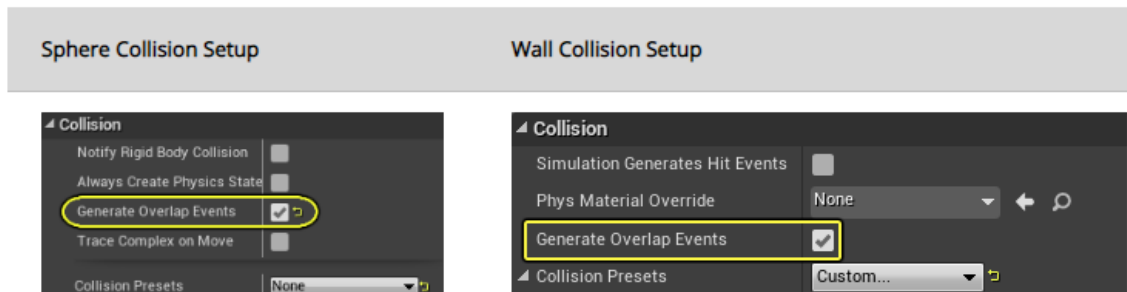 Sphere Collision Setup
Wall Collision Setup
Collision
Notify Rigid Body Collision
Always Create Physics State
Generate Overlap Events
Trace Complex on Move
Collision Presets
None
Collision
Simulation Generates Hit Events
Phys Material Override
None
Generate Overlap Events
Collision Presets
Custom...